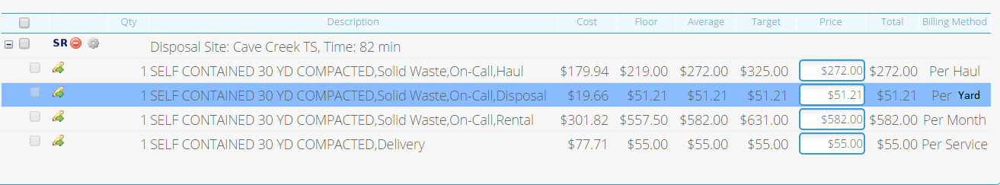 Qty Description Cost Floor Average Target Price Total Billing Method
SR Disposal Site: Cave Creek TS, Time: 82 min
1 SELF CONTAINED 30 YD COMPACTED,Solid Waste,On-Call,Haul $179.94 $219.00 $272.00 $325.00 $272.00 $272.00 Per Haul
1 SELF CONTAINED 30 YD COMPACTED,Solid Waste,On-Call,Disposal $19.66 $51.21 $51.21 $51.21 $51.21 $51.21 Per Yard
1 SELF CONTAINED 30 YD COMPACTED,Solid Waste,On-Call,Rental $301.82 $557.50 $582.00 $631.00 $582.00 $582.00 Per Month
1 SELF CONTAINED 30 YD COMPACTED,Delivery $77.71 $55.00 $55.00 $55.00 $55.00 $55.00 Per Service